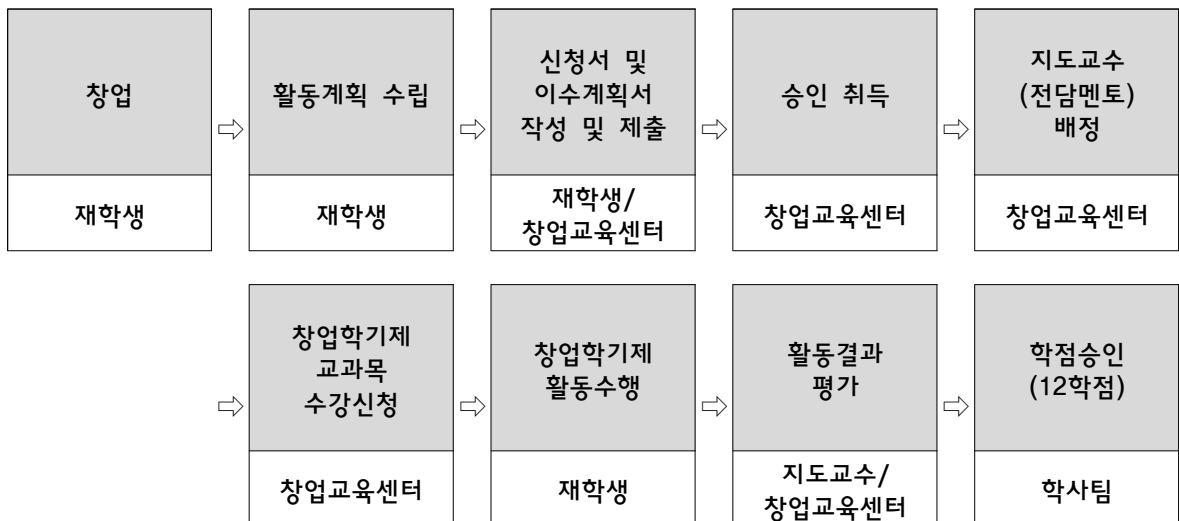 창업
재학생
활동계획 수립
재학생
신청서 및
이수계획서
작성 및 제출
재학생/
창업교육센터
승인 취득
창업교육센터
지도교수
(전담멘토)
배정
창업교육센터
창업학기제
교과목
수강신청
창업교육센터
창업학기제
활동수행
재학생
활동결과
평가
지도교수/
창업교육센터
학점승인
(12학점)
학사팀